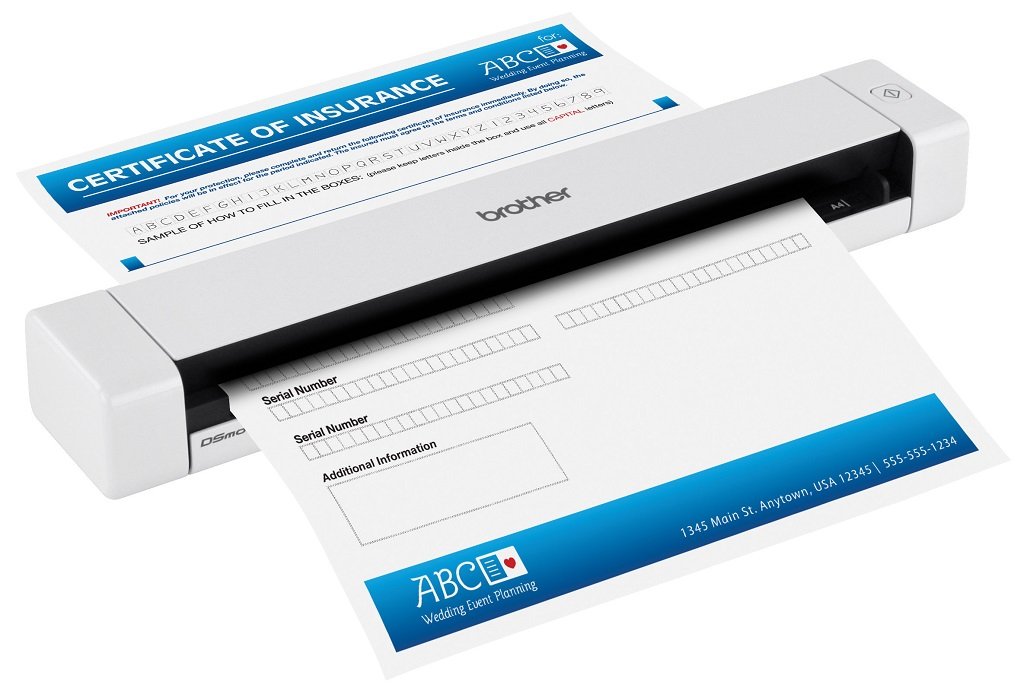 for:
ABC
Wedding Event Planning
CERTIFICATE OF INSURANCE
IMPORTANT! For your protection, please complete and return the following certificate of insurance immediately. By doing so, the
attached policies will be in effect for the period indicated. The insured must agree to the terms and conditions listed below.
ABCDEFGHIJKLMNOPQRSTUVWXYZ123456789
SAMPLE OF HOW TO FILL IN THE BOXES: (please keep letters inside the box and use all CAPITAL letters)
brother
A4
DSmo
Serial Number
Serial Number
Additional Information
1345 Main St. Anytown, USA 12345 | 555-555-1234
ABC
Wedding Event Planning